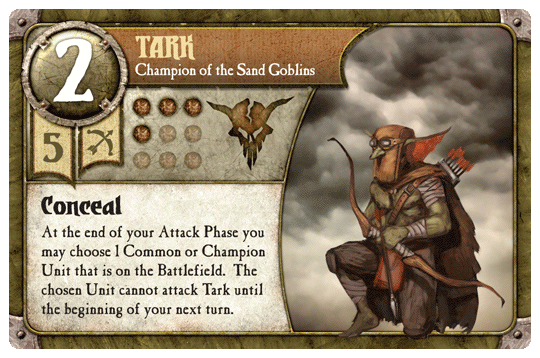 2
TARK
Champion of the Sand Goblins
5
Conceal
At the end of your Attack Phase you
may choose 1 Common or Champion
Unit that is on the Battlefield. The
chosen Unit cannot attack Tark until
the beginning of your next turn.